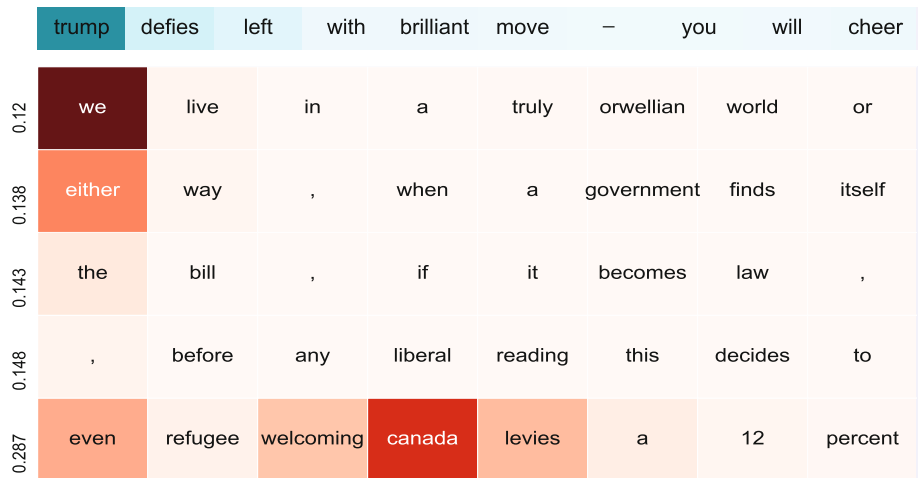 trump defies left with brilliant move – you will cheer
0.12 we live in a truly orwellian world or
0.138 either way , when a government finds itself
0.143 the bill , if it becomes law ,
0.148 , before any liberal reading this decides to
0.287 even refugee welcoming canada levies a 12 percent